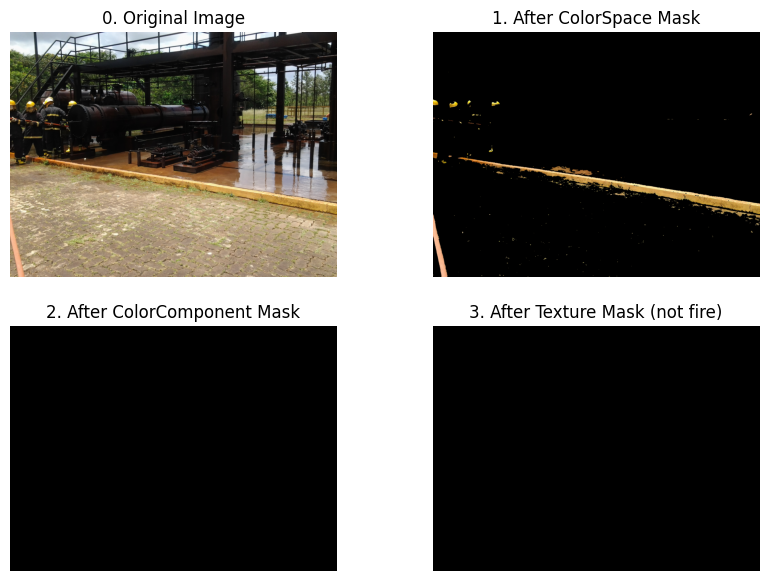 0. Original Image
1. After ColorSpace Mask
2. After ColorComponent Mask
3. After Texture Mask (not fire)